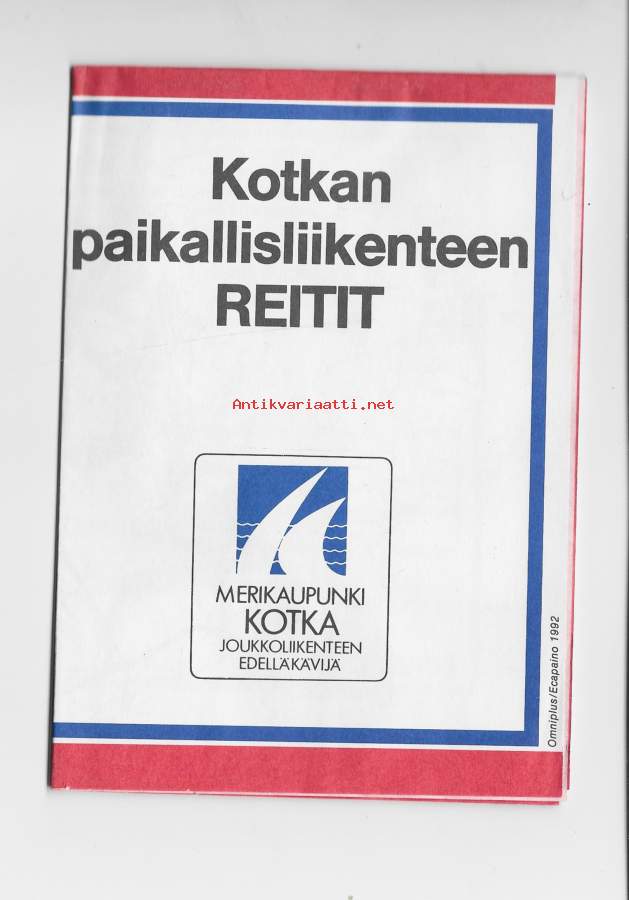 Kotkan
paikallisliikenteen
REITIT
Antikvariaatti.net
MERIKAUPUNKI
KOTKA
JOUKKOLIIKENTEEN
EDELLÄKÄVIJÄ
Omniplus/Ecapaino 1992